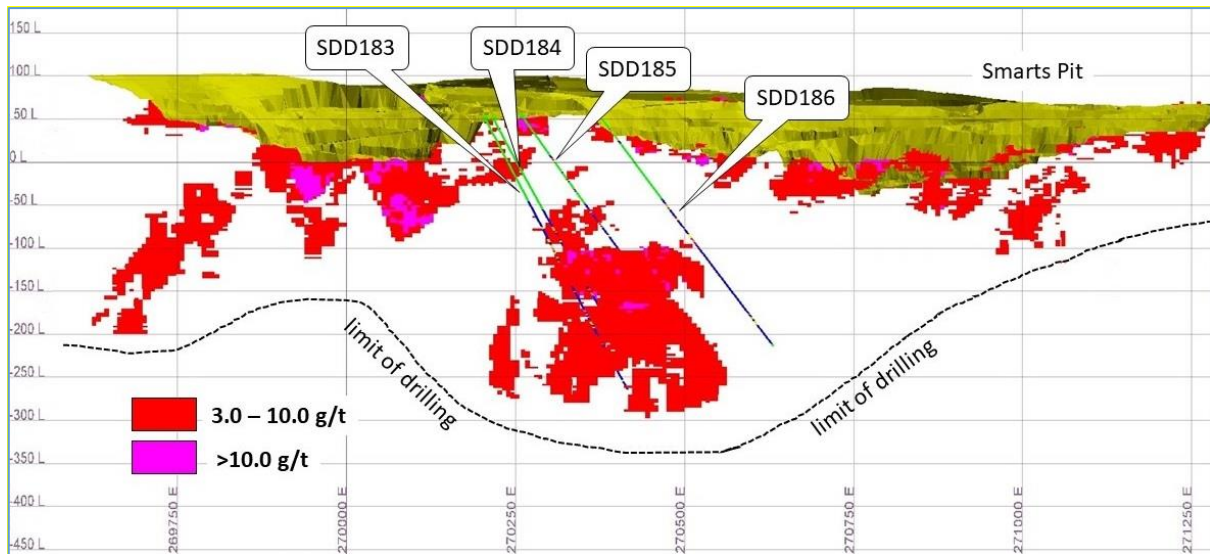 150 L
100 L
50 L
0 L
-50 L
-100 L
-150 L
-200 L
-250 L
-300 L
-350 L
-400 L
-450 L
SDD183
SDD184
SDD185
SDD186
Smarts Pit
limit of drilling
limit of drilling
3.0 – 10.0 g/t
>10.0 g/t
269750 E
270000 E
270250 E
270500 E
270750 E
271000 E
271250 E